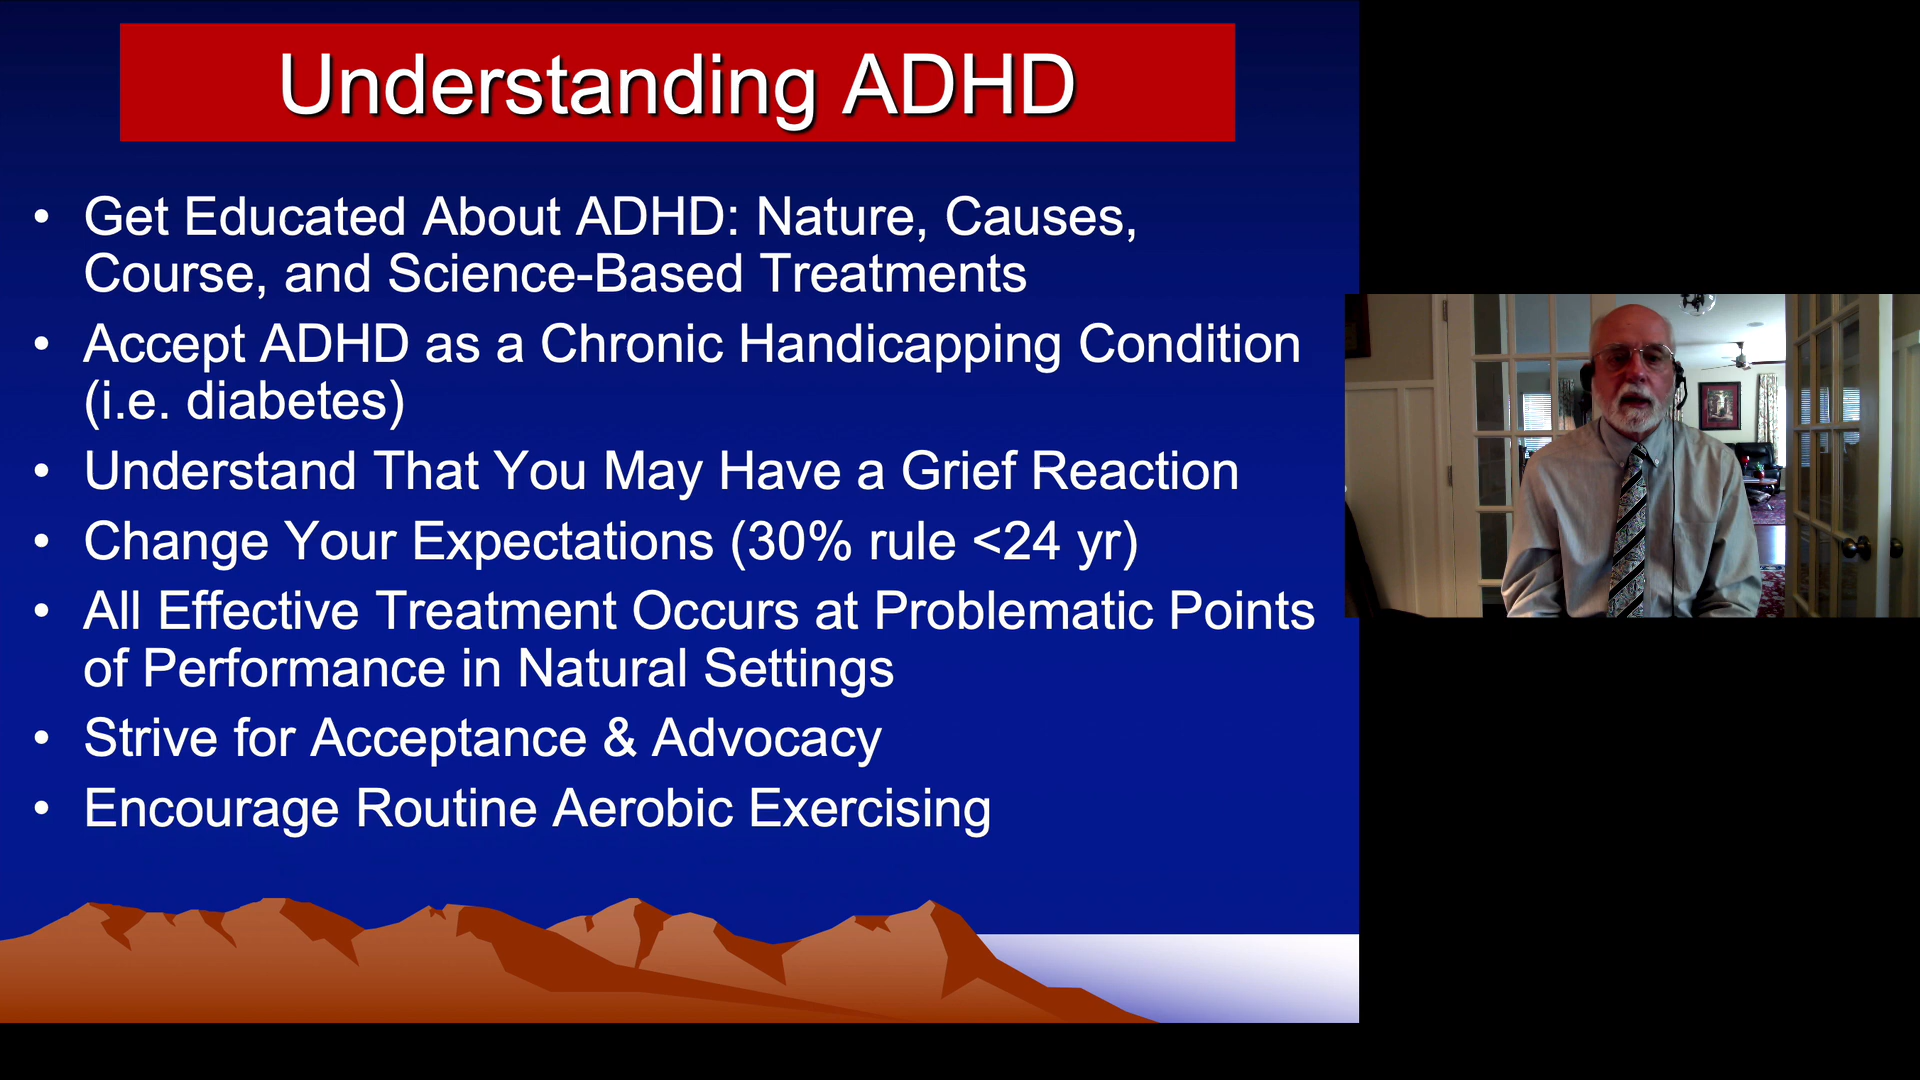 Understanding ADHD
• Get Educated About ADHD: Nature, Causes,
Course, and Science-Based Treatments
• Accept ADHD as a Chronic Handicapping Condition
(i.e. diabetes)
• Understand That You May Have a Grief Reaction
• Change Your Expectations (30% rule <24 yr)
• All Effective Treatment Occurs at Problematic Points
of Performance in Natural Settings
• Strive for Acceptance & Advocacy
• Encourage Routine Aerobic Exercising